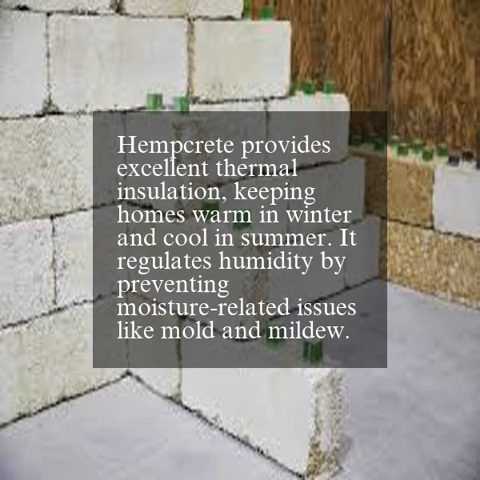 Hempcrete provides
excellent thermal
insulation, keeping
homes warm in winter
and cool in summer. It
regulates humidity by
preventing
moisture-related issues
like mold and mildew.